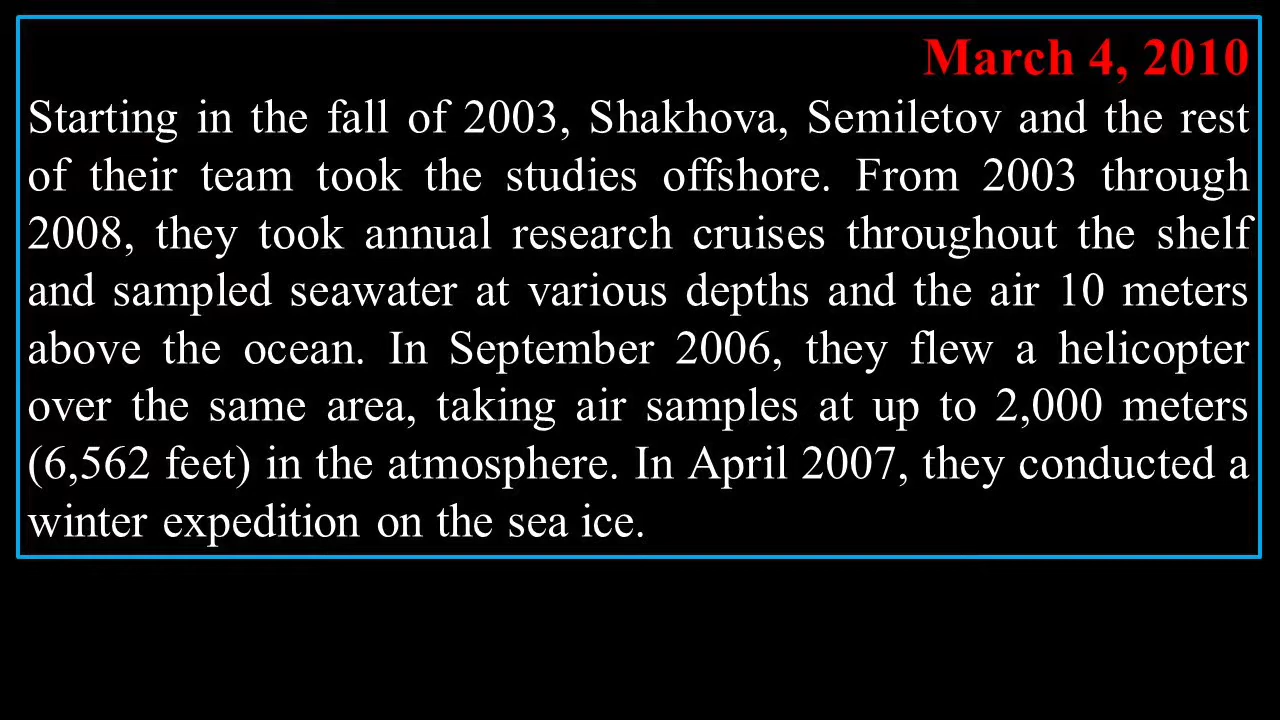 March 4, 2010
Starting in the fall of 2003, Shakhova, Semiletov and the rest
of their team took the studies offshore. From 2003 through
2008, they took annual research cruises throughout the shelf
and sampled seawater at various depths and the air 10 meters
above the ocean. In September 2006, they flew a helicopter
over the same area, taking air samples at up to 2,000 meters
(6,562 feet) in the atmosphere. In April 2007, they conducted a
winter expedition on the sea ice.